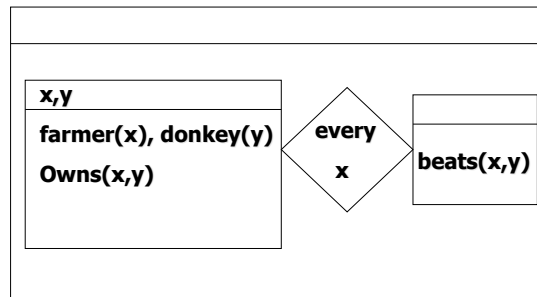 x,y
farmer(x), donkey(y)
Owns(x,y)
every
x
beats(x,y)